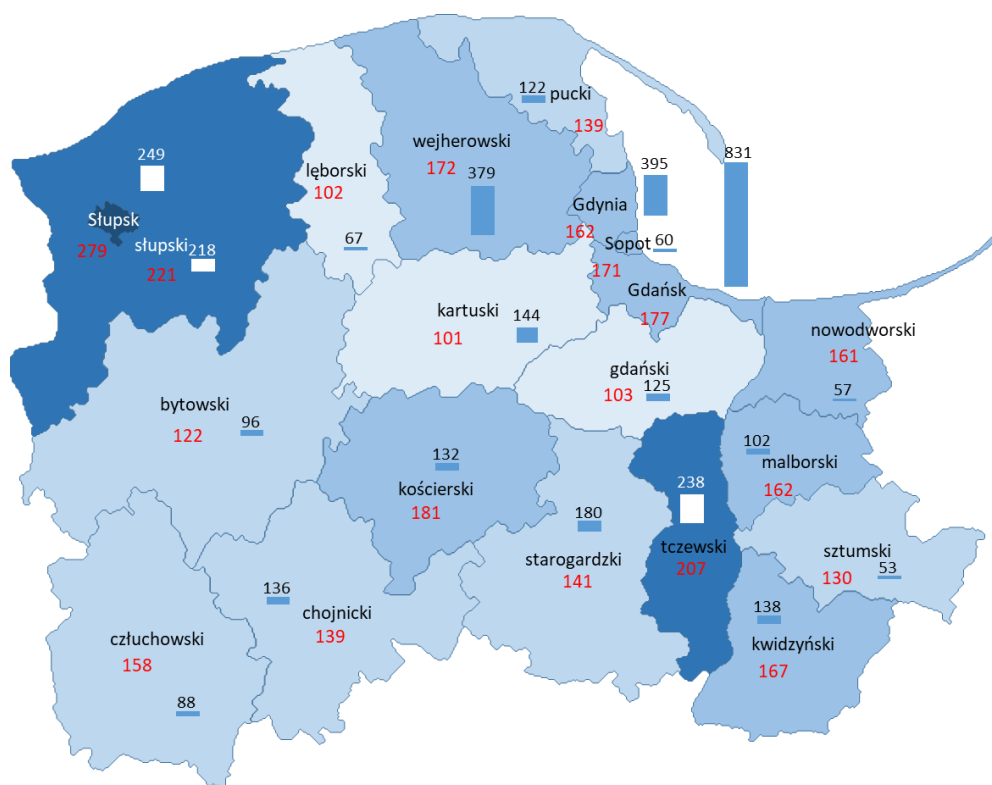 122
pucki
139
831
wejherowski
172
379
395
249
lęborski
102
67
Słupsk
279
słupski
218
221
Gdynia
162
Sopot
60
171
Gdańsk
177
kartuski
144
101
nowodworski
161
57
gdański
125
103
bytowski
96
122
132
kościerski
181
102
malborski
162
238
tczewski
207
180
starogardzki
141
sztumski
53
130
136
chojnicki
139
138
kwidzyński
167
człuchowski
158
88